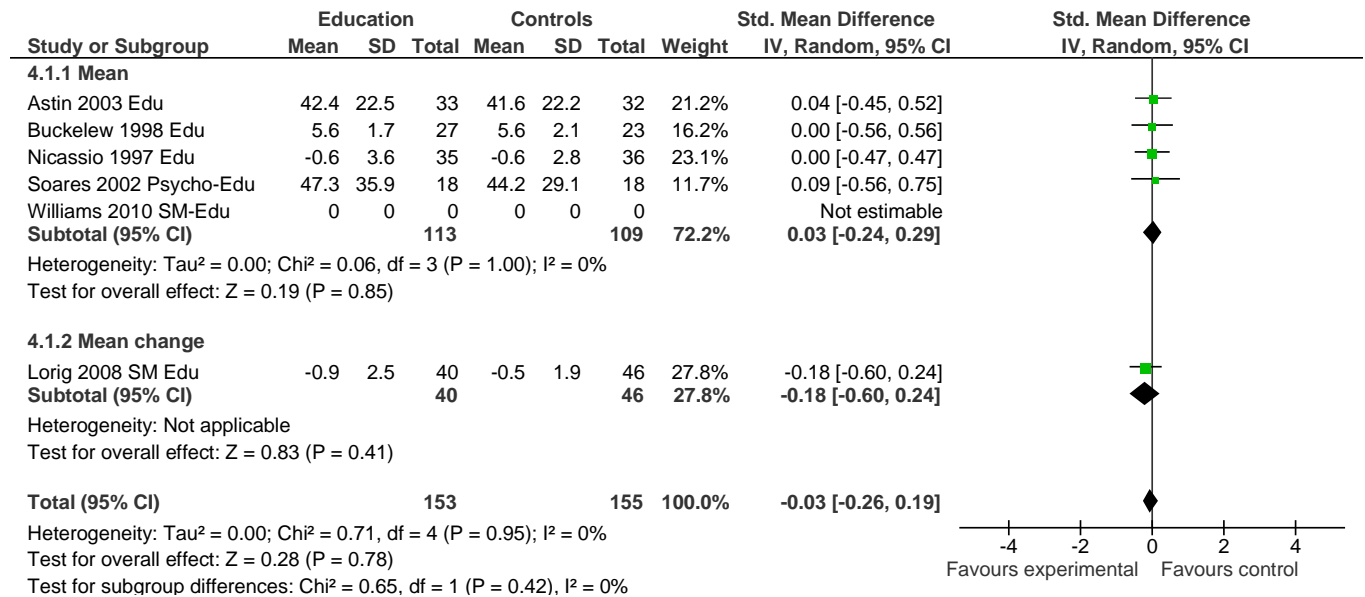 Education Controls Std. Mean Difference Std. Mean Difference
Study or Subgroup Mean SD Total Mean SD Total Weight IV, Random, 95% CI IV, Random, 95% CI
4.1.1 Mean
Astin 2003 Edu 42.4 22.5 33 41.6 22.2 32 21.2% 0.04 [-0.45, 0.52]
Buckelew 1998 Edu 5.6 1.7 27 5.6 2.1 23 16.2% 0.00 [-0.56, 0.56]
Nicassio 1997 Edu -0.6 3.6 35 -0.6 2.8 36 23.1% 0.00 [-0.47, 0.47]
Soares 2002 Psycho-Edu 47.3 35.9 18 44.2 29.1 18 11.7% 0.09 [-0.56, 0.75]
Williams 2010 SM-Edu 0 0 0 0 0 0 Not estimable
Subtotal (95% CI) 113 109 72.2% 0.03 [-0.24, 0.29]
Heterogeneity: Tau² = 0.00; Chi² = 0.06, df = 3 (P = 1.00); I² = 0%
Test for overall effect: Z = 0.19 (P = 0.85)
4.1.2 Mean change
Lorig 2008 SM Edu -0.9 2.5 40 -0.5 1.9 46 27.8% -0.18 [-0.60, 0.24]
Subtotal (95% CI) 40 46 27.8% -0.18 [-0.60, 0.24]
Heterogeneity: Not applicable
Test for overall effect: Z = 0.83 (P = 0.41)
Total (95% CI) 153 155 100.0% -0.03 [-0.26, 0.19]
Heterogeneity: Tau² = 0.00; Chi² = 0.71, df = 4 (P = 0.95); I² = 0%
Test for overall effect: Z = 0.28 (P = 0.78)
Test for subgroup differences: Chi² = 0.65, df = 1 (P = 0.42), I² = 0%
-4 -2 0 2 4
Favours experimental Favours control